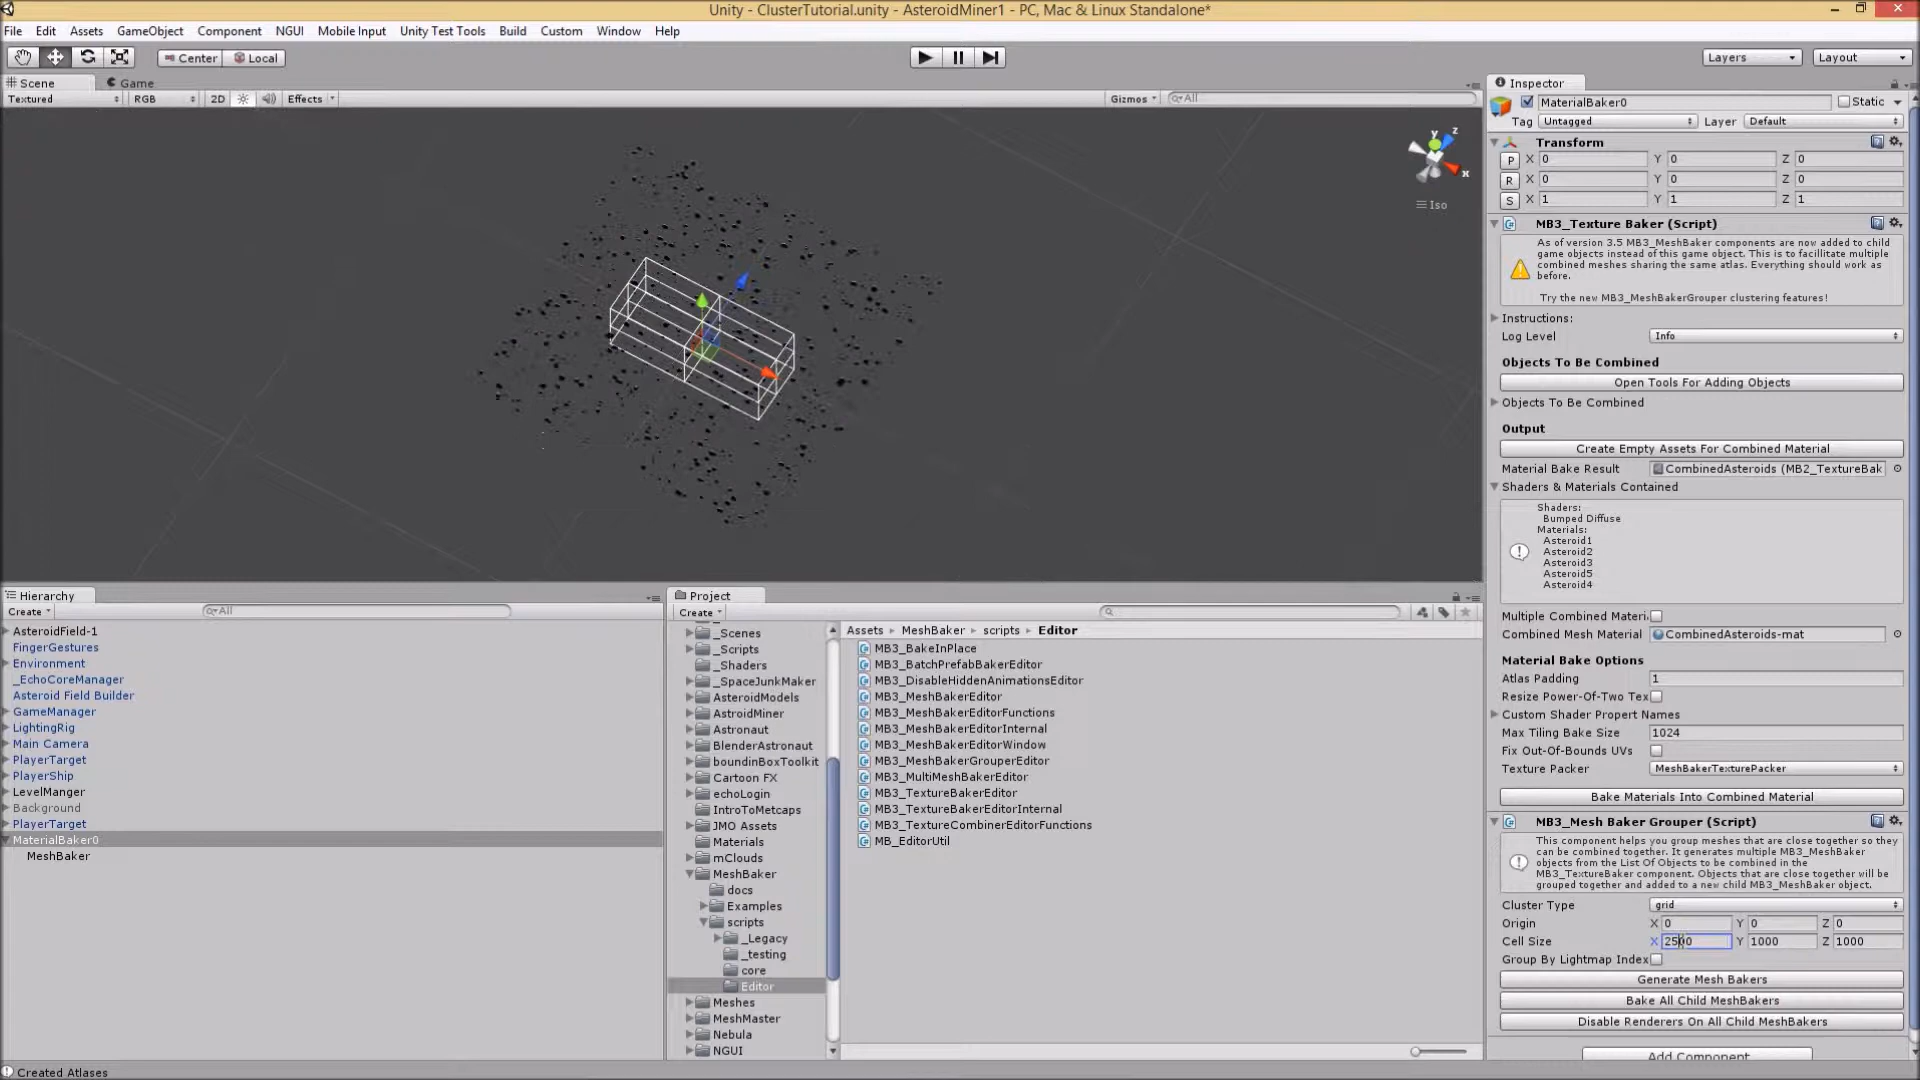 Unity - ClusterTutorial.unity - AsteroidMiner1 - PC, Mac & Linux Standalone*
File Edit Assets GameObject Component NGUI Mobile Input Unity Test Tools Build Custom Window Help
Center Local
Layers Layout
Scene Game
Textured RGB 2D Effects Gizmos All
y z
x
Iso
Inspector
MaterialBaker0 Static
Tag Untagged Layer Default
Transform
P X 0 Y 0 Z 0
R X 0 Y 0 Z 0
S X 1 Y 1 Z 1
MB3_Texture Baker (Script)
As of version 3.5 MB3_MeshBaker components are now added to child
game objects instead of this game object. This is to facillitate multiple
combined meshes sharing the same atlas. Everything should work as
before.
Try the new MB3_MeshBakerGrouper clustering features!
Instructions:
Log Level Info
Objects To Be Combined
Open Tools For Adding Objects
Objects To Be Combined
Output
Create Empty Assets For Combined Material
Material Bake Result CombinedAsteroids (MB2_TextureBak
Shaders & Materials Contained
Shaders:
Bumped Diffuse
Materials:
Asteroid1
Asteroid2
Asteroid3
Asteroid5
Asteroid4
Multiple Combined Materi
Combined Mesh Material CombinedAsteroids-mat
Material Bake Options
Atlas Padding 1
Resize Power-Of-Two Tex
Custom Shader Propert Names
Max Tiling Bake Size 1024
Fix Out-Of-Bounds UVs
Texture Packer MeshBakerTexturePacker
Bake Materials Into Combined Material
MB3_Mesh Baker Grouper (Script)
This component helps you group meshes that are close together so they
can be combined together. It generates multiple MB3_MeshBaker
objects from the List Of Objects to be combined in the
MB3_TextureBaker component. Objects that are close together will be
grouped together and added to a new child MB3_MeshBaker object.
Cluster Type grid
Origin X 0 Y 0 Z 0
Cell Size X 2500 Y 1000 Z 1000
Group By Lightmap Index
Generate Mesh Bakers
Bake All Child MeshBakers
Disable Renderers On All Child MeshBakers
Add Component
Hierarchy
Create All
AsteroidField-1
FingerGestures
Environment
_EchoCoreManager
Asteroid Field Builder
GameManager
LightingRig
Main Camera
PlayerTarget
PlayerShip
LevelManger
Background
PlayerTarget
MaterialBaker0
MeshBaker
Project
Create
_Scenes
_Scripts
_Shaders
_SpaceJunkMaker
AsteroidModels
AstroidMiner
Astronaut
BlenderAstronaut
boundinBoxToolkit
Cartoon FX
echoLogin
IntroToMetcaps
JMO Assets
Materials
mClouds
MeshBaker
docs
Examples
scripts
_Legacy
_testing
core
Editor
Meshes
MeshMaster
Nebula
NGUI
Assets MeshBaker scripts Editor
MB3_BakeInPlace
MB3_BatchPrefabBakerEditor
MB3_DisableHiddenAnimationsEditor
MB3_MeshBakerEditor
MB3_MeshBakerEditorFunctions
MB3_MeshBakerEditorInternal
MB3_MeshBakerEditorWindow
MB3_MeshBakerGrouperEditor
MB3_MultiMeshBakerEditor
MB3_TextureBakerEditor
MB3_TextureBakerEditorInternal
MB3_TextureCombinerEditorFunctions
MB_EditorUtil
Created Atlases